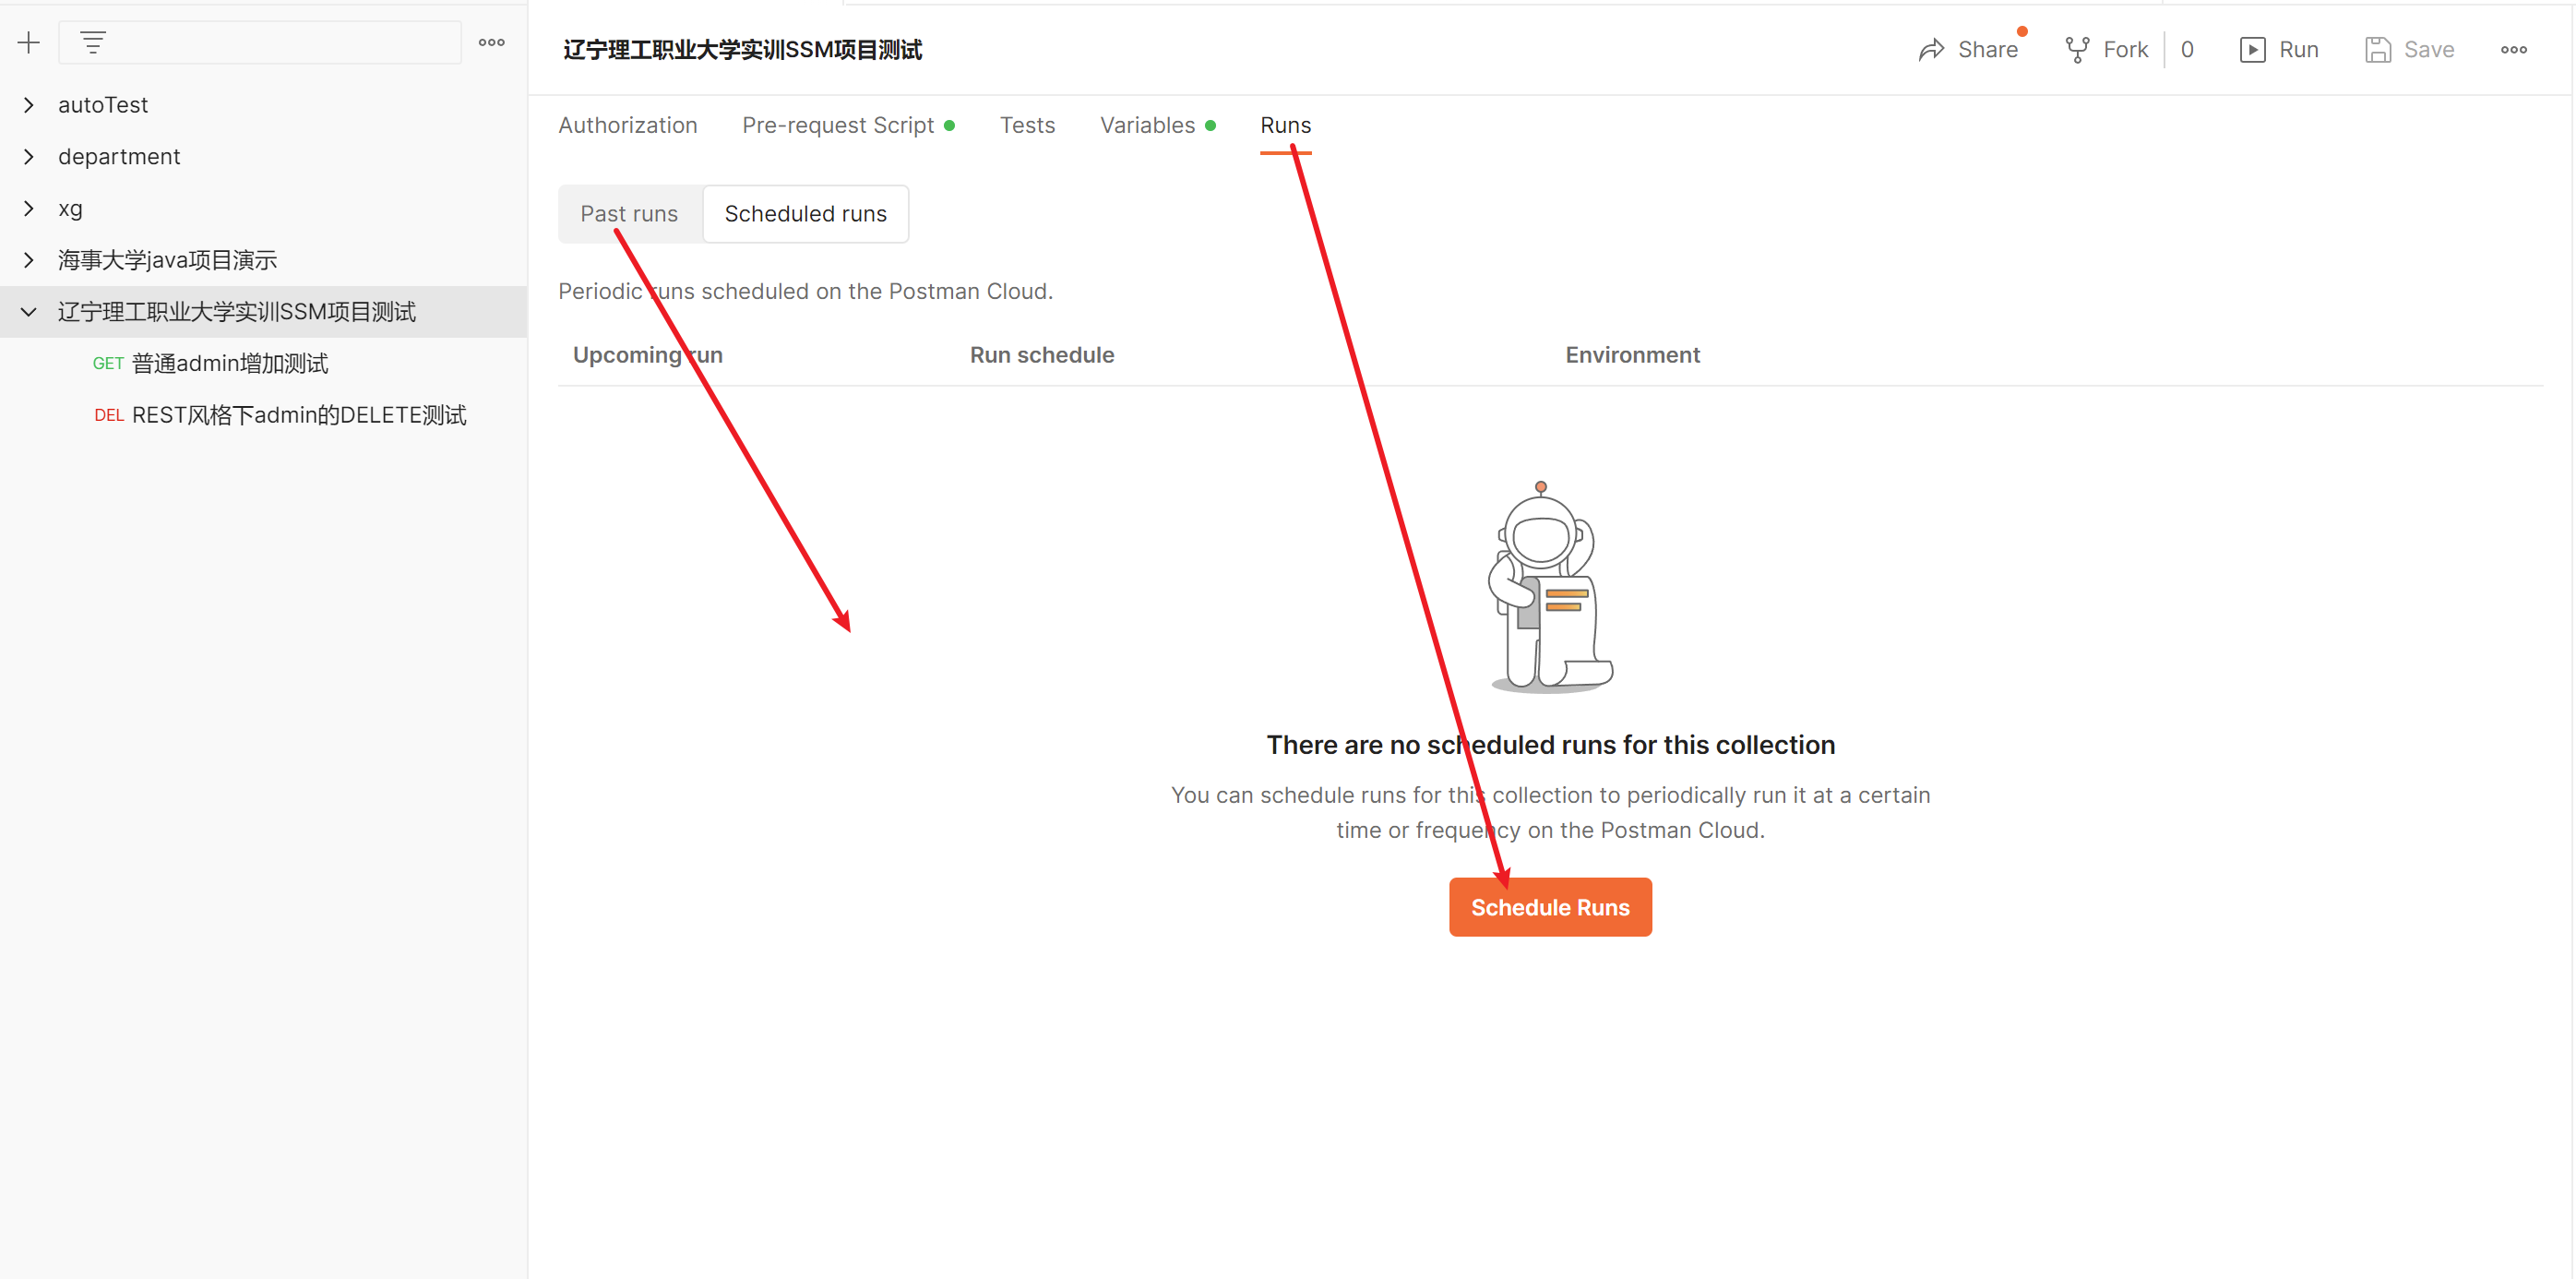 autoTest
department
xg
海事大学java项目演示
辽宁理工职业大学实训SSM项目测试
GET 普通admin增加测试
DEL REST风格下admin的DELETE测试
辽宁理工职业大学实训SSM项目测试
Share Fork 0 Run Save
Authorization Pre-request Script Tests Variables Runs
Past runs Scheduled runs
Periodic runs scheduled on the Postman Cloud.
Upcoming run Run schedule Environment
There are no scheduled runs for this collection
You can schedule runs for this collection to periodically run it at a certain
time or frequency on the Postman Cloud.
Schedule Runs